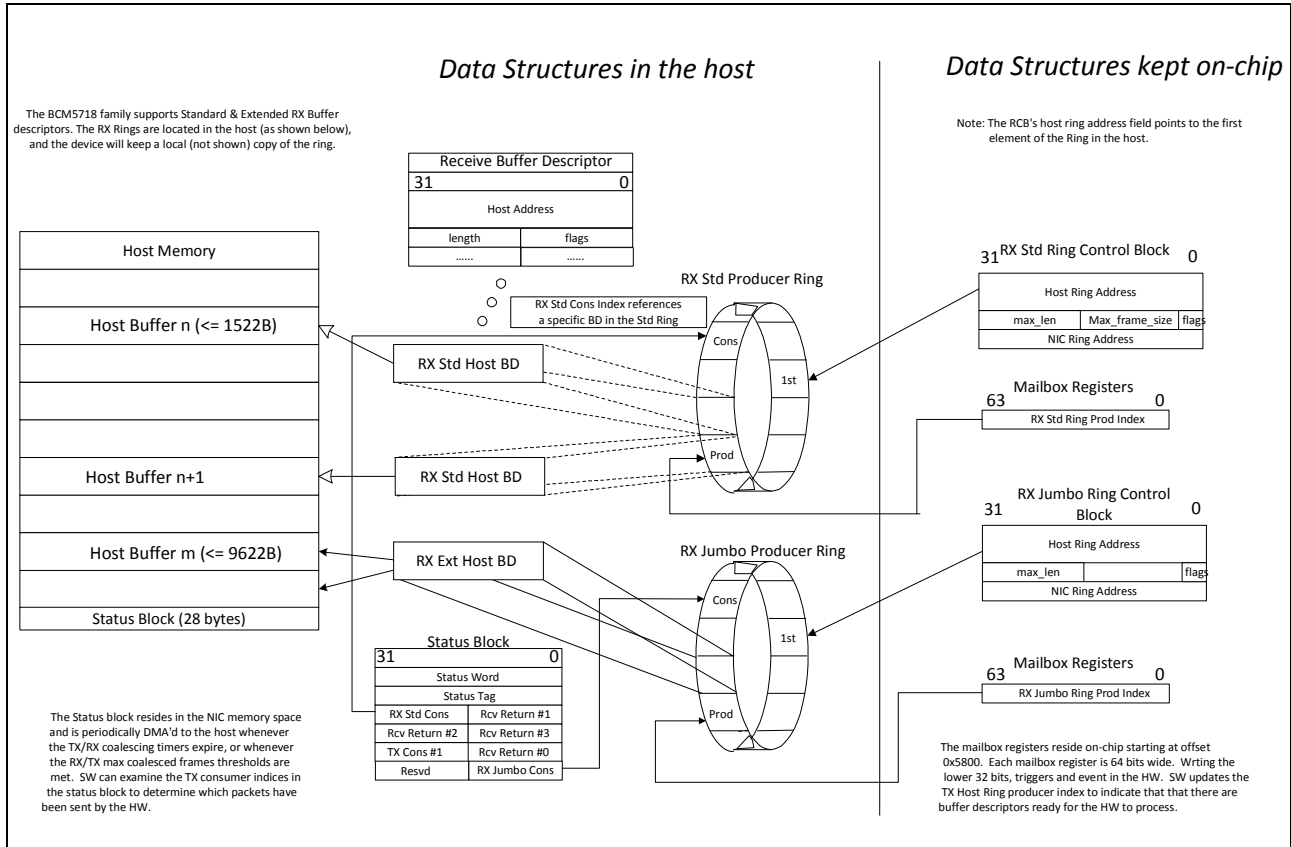 Data Structures in the host
Data Structures kept on-chip
The BCM5718 family supports Standard & Extended RX Buffer
descriptors. The RX Rings are located in the host (as shown below),
and the device will keep a local (not shown) copy of the ring.
Note: The RCB's host ring address field points to the first
element of the Ring in the host.
Receive Buffer Descriptor
31 0
Host Address
length flags
...... ......
Host Memory
Host Buffer n (<= 1522B)
Host Buffer n+1
Host Buffer m (<= 9622B)
Status Block (28 bytes)
RX Std Cons Index references
a specific BD in the Std Ring
RX Std Host BD
RX Std Host BD
RX Ext Host BD
RX Std Producer Ring
Cons
1st
Prod
RX Std Ring Control Block
31 0
Host Ring Address
max_len Max_frame_size flags
NIC Ring Address
Mailbox Registers
63 0
RX Std Ring Prod Index
RX Jumbo Producer Ring
Cons
1st
Prod
RX Jumbo Ring Control
Block
31 0
Host Ring Address
max_len flags
NIC Ring Address
Mailbox Registers
63 0
RX Jumbo Ring Prod Index
Status Block
31 0
Status Word
Status Tag
RX Std Cons Rcv Return #1
Rcv Return #2 Rcv Return #3
TX Cons #1 Rcv Return #0
Resvd RX Jumbo Cons
The Status block resides in the NIC memory space
and is periodically DMA'd to the host whenever
the TX/RX coalescing timers expire, or whenever
the RX/TX max coalesced frames thresholds are
met. SW can examine the TX consumer indices in
the status block to determine which packets have
been sent by the HW.
The mailbox registers reside on-chip starting at offset
0x5800. Each mailbox register is 64 bits wide. Wrting the
lower 32 bits, triggers and event in the HW. SW updates the
TX Host Ring producer index to indicate that that there are
buffer descriptors ready for the HW to process.